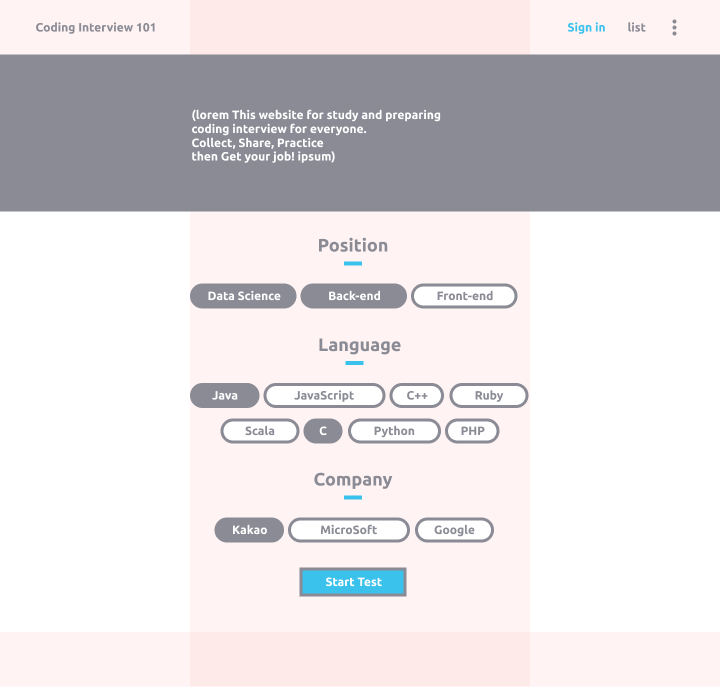 Coding Interview 101
Sign in list
(lorem This website for study and preparing
coding interview for everyone.
Collect, Share, Practice
then Get your job! ipsum)
Position
Data Science Back-end Front-end
Language
Java JavaScript C++ Ruby
Scala C Python PHP
Company
Kakao MicroSoft Google
Start Test